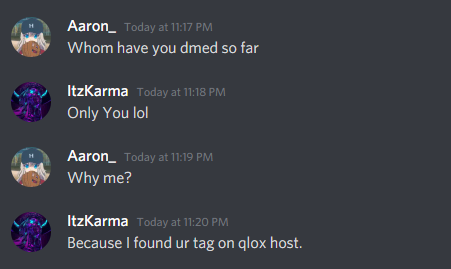 Aaron_ Today at 11:17 PM
Whom have you dmed so far
ItzKarma Today at 11:18 PM
Only You lol
Aaron_ Today at 11:19 PM
Why me?
ItzKarma Today at 11:20 PM
Because I found ur tag on qlox host.